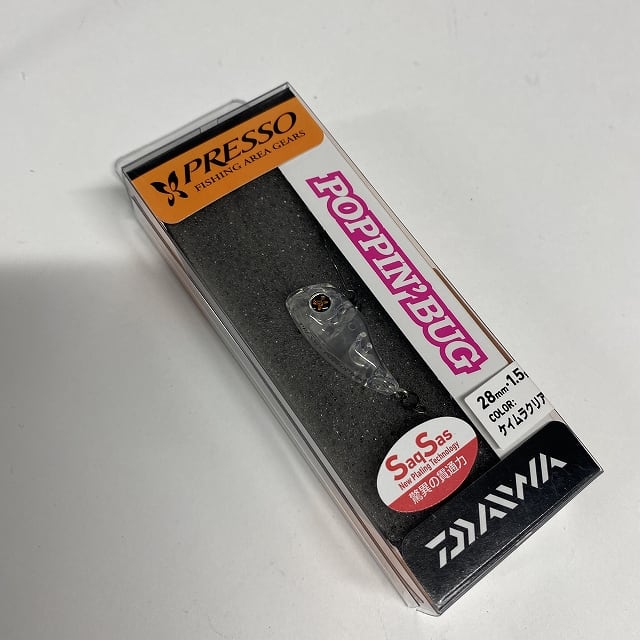 PRESSO
FISHING AREA GEARS
POPPIN' BUG
28mm-1.5
COLOR:
ケイムラクリア
SaqSas
New Plating Technology
驚異の貫通力
DAIWA